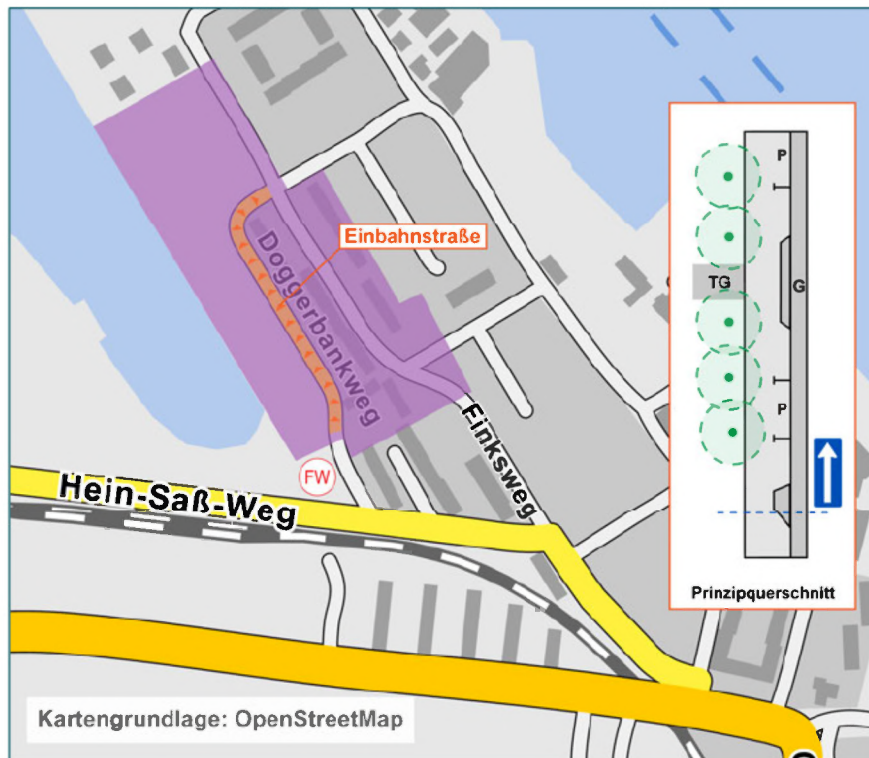 Einbahnstraße
Doggerbankweg
Finksweg
FW
Hein-Saß-Weg
P
TG
G
P
Prinzipquerschnitt
Kartengrundlage: OpenStreetMap